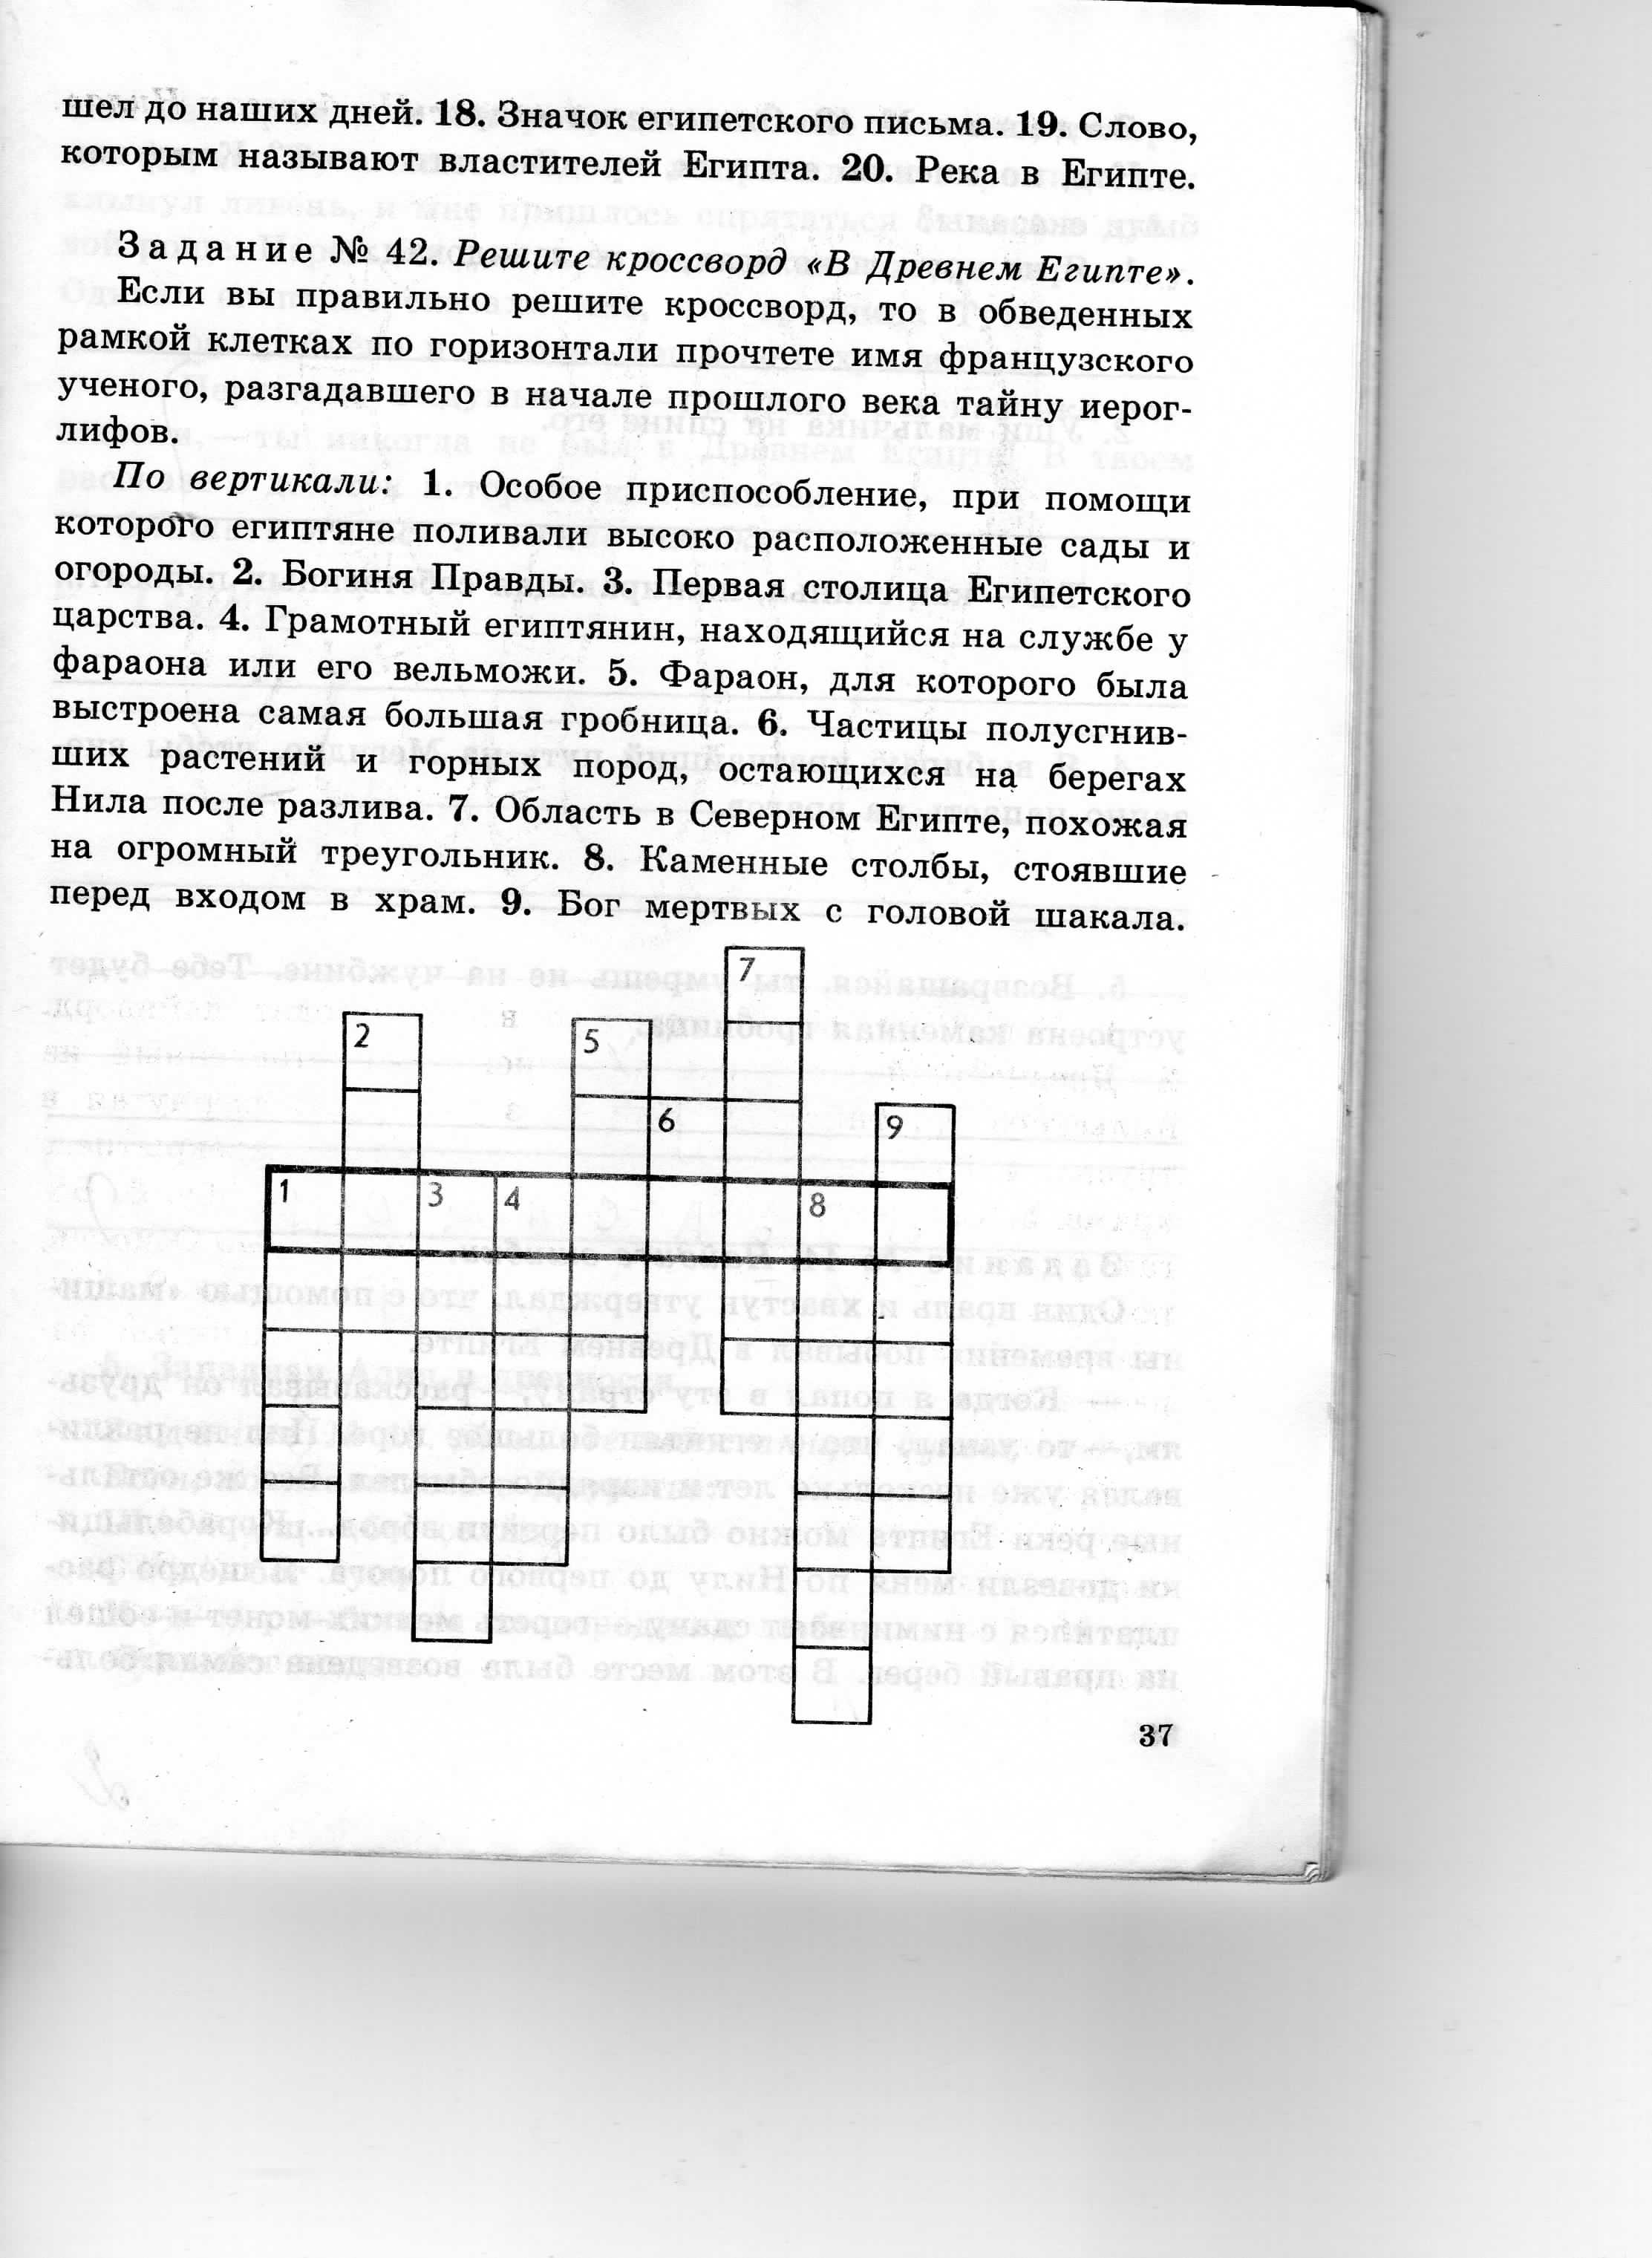 шел до наших дней. 18. Значок египетского письма. 19. Слово,
которым называют властителей Египта. 20. Река в Египте.
Задание № 42. Решите кроссворд «В Древнем Египте».
Если вы правильно решите кроссворд, то в обведенных
рамкой клетках по горизонтали прочтете имя французского
ученого, разгадавшего в начале прошлого века тайну иерог-
лифов.
По вертикали: 1. Особое приспособление, при помощи
которого египтяне поливали высоко расположенные сады и
огороды. 2. Богиня Правды. 3. Первая столица Египетского
царства. 4. Грамотный египтянин, находящийся на службе у
фараона или его вельможи. 5. Фараон, для которого была
выстроена самая большая гробница. 6. Частицы полусгнив-
ших растений и горных пород, остающихся на берегах
Нила после разлива. 7. Область в Северном Египте, похожая
на огромный треугольник. 8. Каменные столбы, стоявшие
перед входом в храм. 9. Бог мертвых с головой шакала.
7
2
5
6
9
1
3
4
8
37